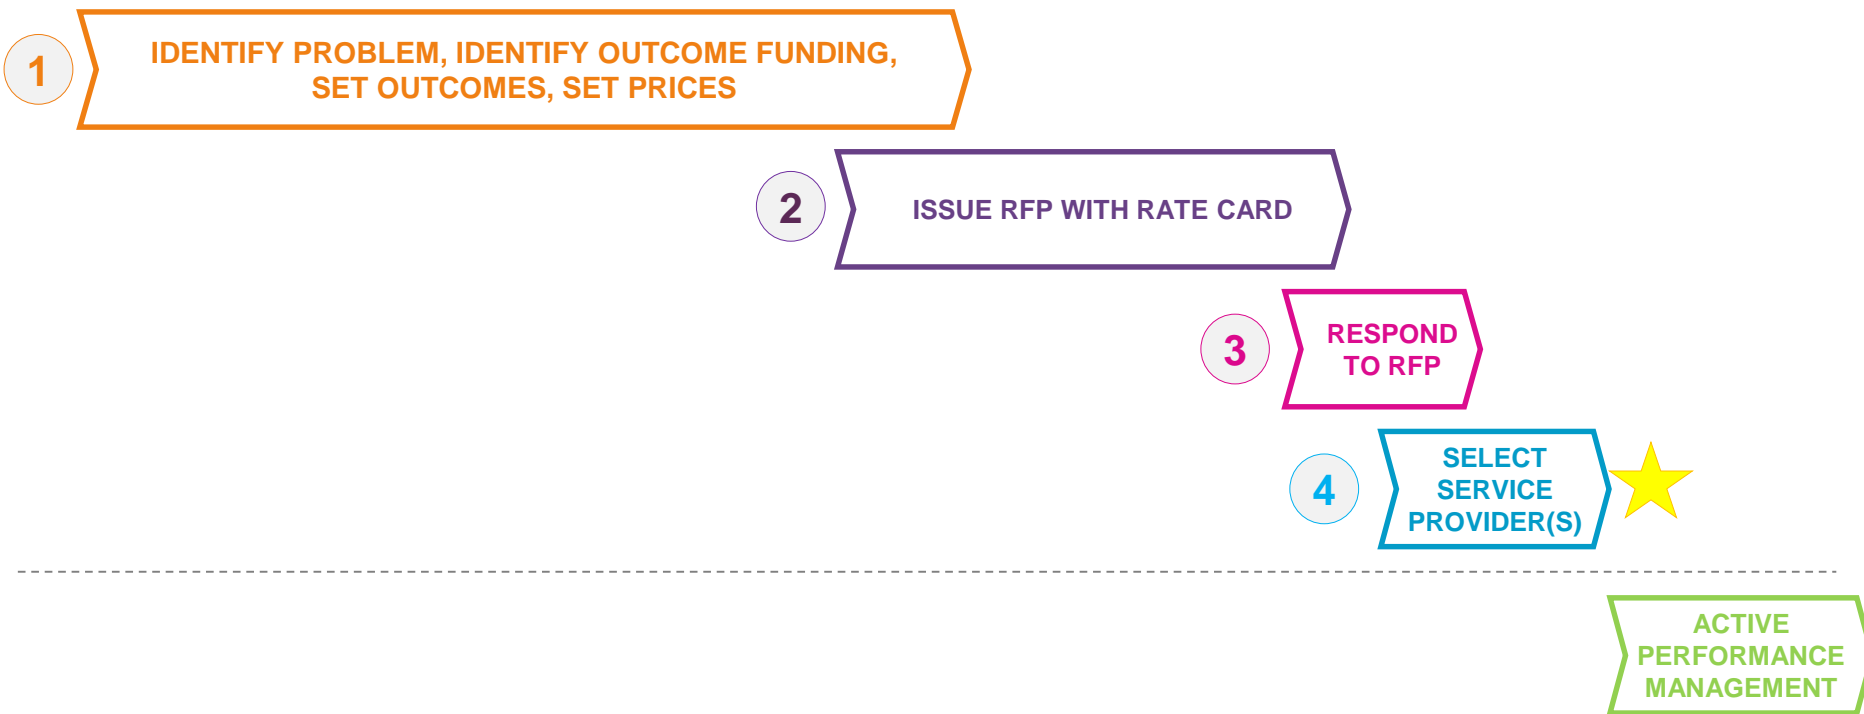 1
IDENTIFY PROBLEM, IDENTIFY OUTCOME FUNDING,
SET OUTCOMES, SET PRICES
2
ISSUE RFP WITH RATE CARD
3
RESPOND
TO RFP
4
SELECT
SERVICE
PROVIDER(S)
ACTIVE
PERFORMANCE
MANAGEMENT